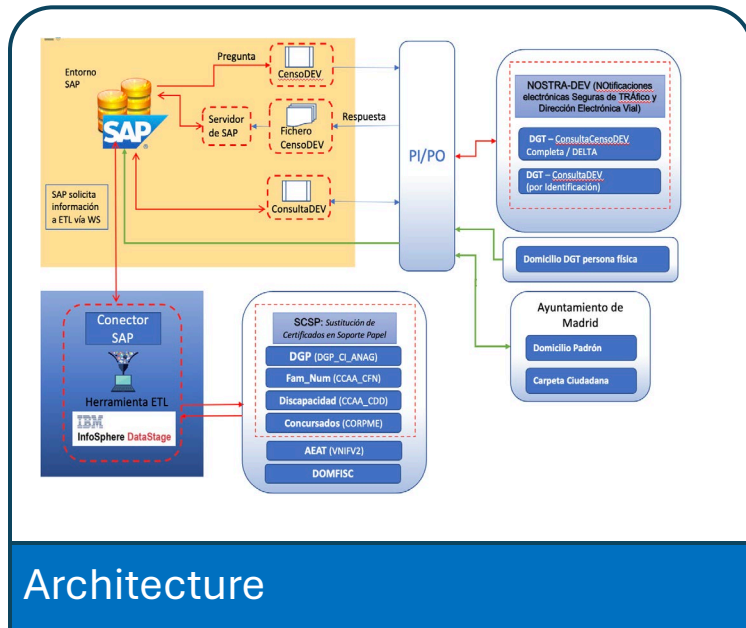 Entorno
SAP
SAP
®
Pregunta
CensoDEV
Servidor
de SAP
Fichero
CensoDEV
Respuesta
ConsultaDEV
SAP solicita
información
a ETL vía WS
PI/PO
NOSTRA-DEV (NOtificaciones
electrónicas Seguras de TRÁfico y
Dirección Electrónica Vial)
DGT – ConsultaCensoDEV
Completa / DELTA
DGT – ConsultaDEV
(por Identificación)
Domicilio DGT persona física
Ayuntamiento de
Madrid
Domicilio Padrón
Carpeta Ciudadana
Conector
SAP
Herramienta ETL
IBM
InfoSphere DataStage
SCSP: Sustitución de
Certificados en Soporte Papel
DGP (DGP_CI_ANAG)
Fam_Num (CCAA_CFN)
Discapacidad (CCAA_CDD)
Concursados (CORPME)
AEAT (VNIFV2)
DOMFISC
Architecture